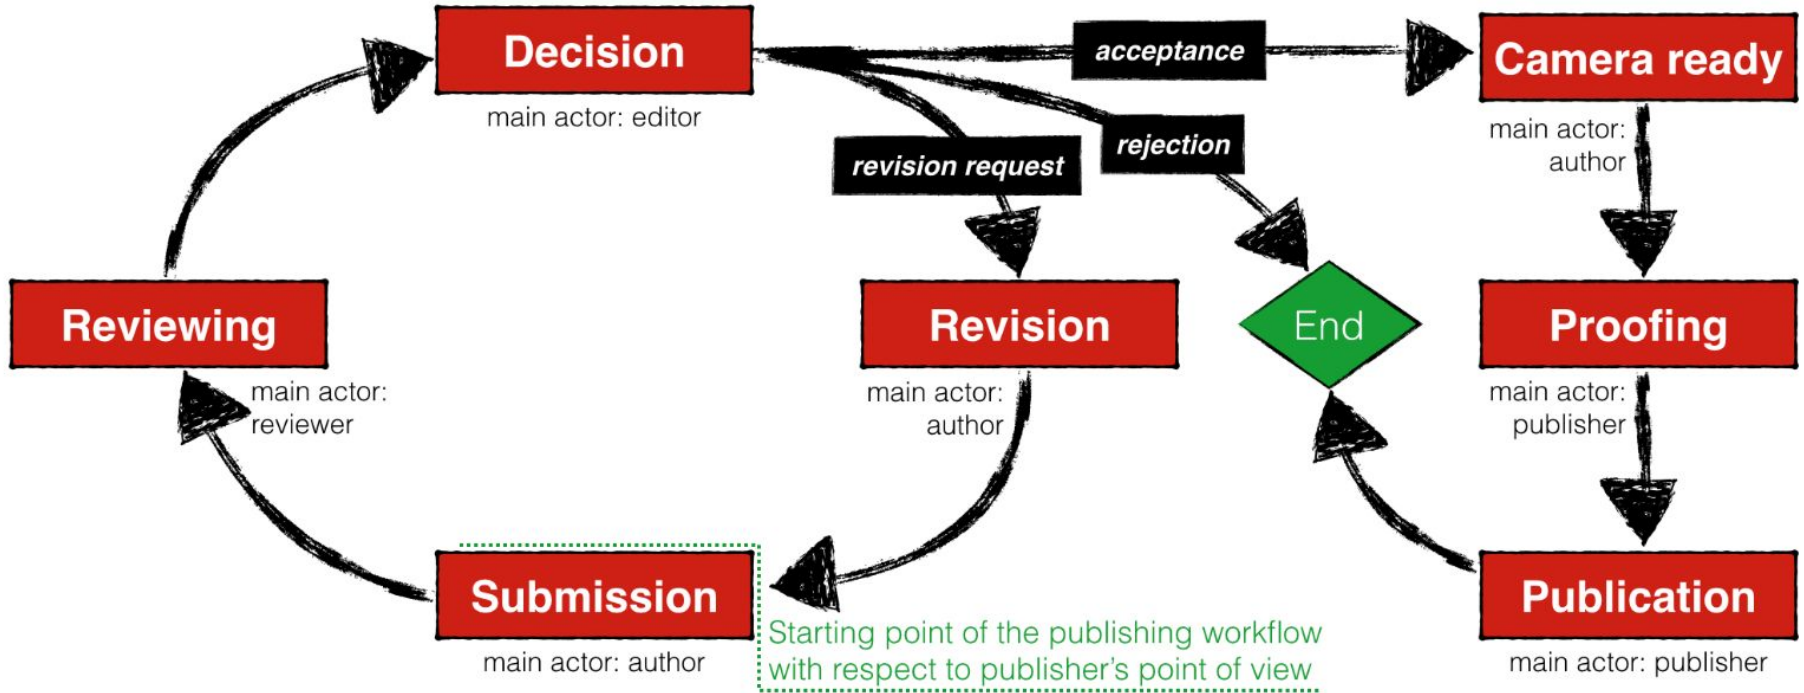 Decision
main actor: editor
acceptance
Camera ready
main actor:
author
revision request
rejection
Reviewing
main actor:
reviewer
Revision
main actor:
author
End
Proofing
main actor:
publisher
Submission
main actor: author
Starting point of the publishing workflow
with respect to publisher's point of view
Publication
main actor: publisher